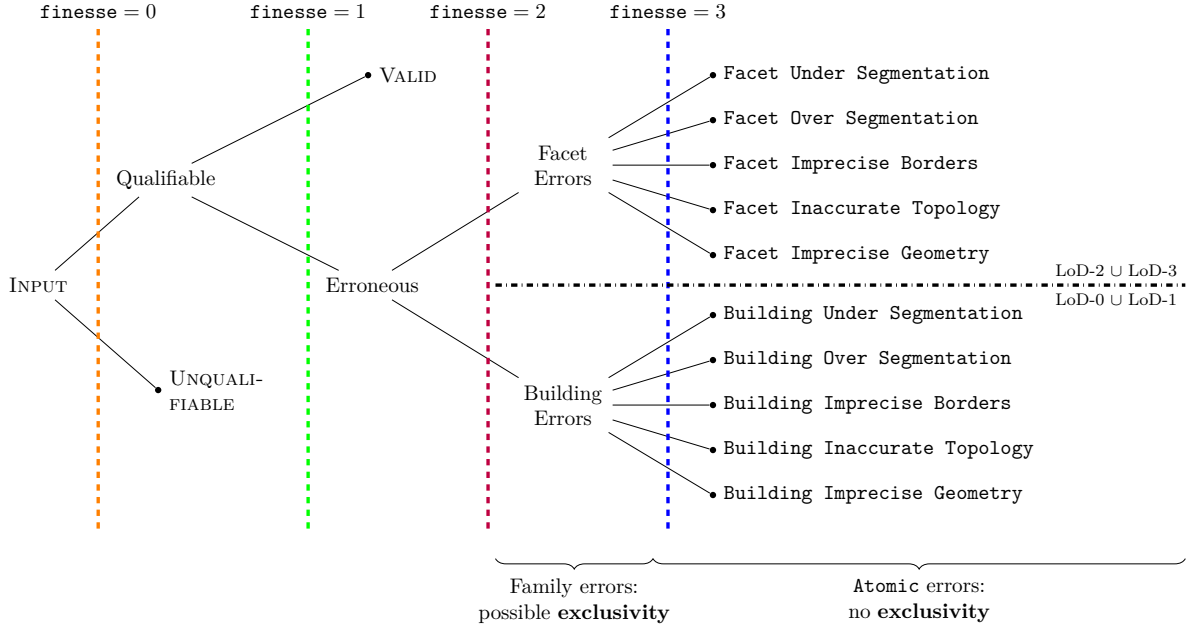 finesse = 0
finesse = 1
finesse = 2
finesse = 3
VALID
Facet Under Segmentation
Facet Over Segmentation
Qualifiable
Facet
Errors
Facet Imprecise Borders
Facet Inaccurate Topology
Facet Imprecise Geometry
LoD-2 ∪ LoD-3
INPUT
Erroneous
LoD-0 ∪ LoD-1
Building Under Segmentation
Building Over Segmentation
UNQUALI-
FIABLE
Building
Errors
Building Imprecise Borders
Building Inaccurate Topology
Building Imprecise Geometry
Family errors:
possible exclusivity
Atomic errors:
no exclusivity